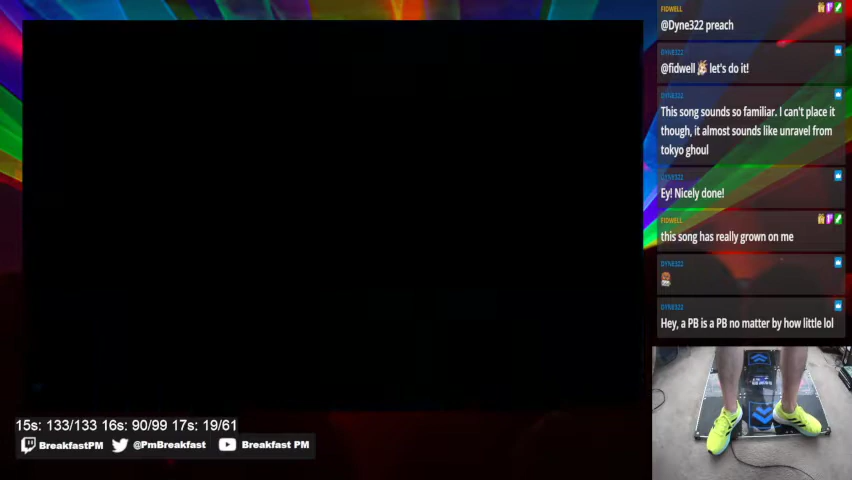 FIDWELL
@Dyne322 preach
DYNE322
@fidwell let's do it!
DYNE322
This song sounds so familiar. I can't place it
though, it almost sounds like unravel from
tokyo ghoul
DYNE322
Ey! Nicely done!
FIDWELL
this song has really grown on me
DYNE322
DYNE322
Hey, a PB is a PB no matter by how little lol
15s: 133/133 16s: 90/99 17s: 19/61
BreakfastPM @PmBreakfast Breakfast PM